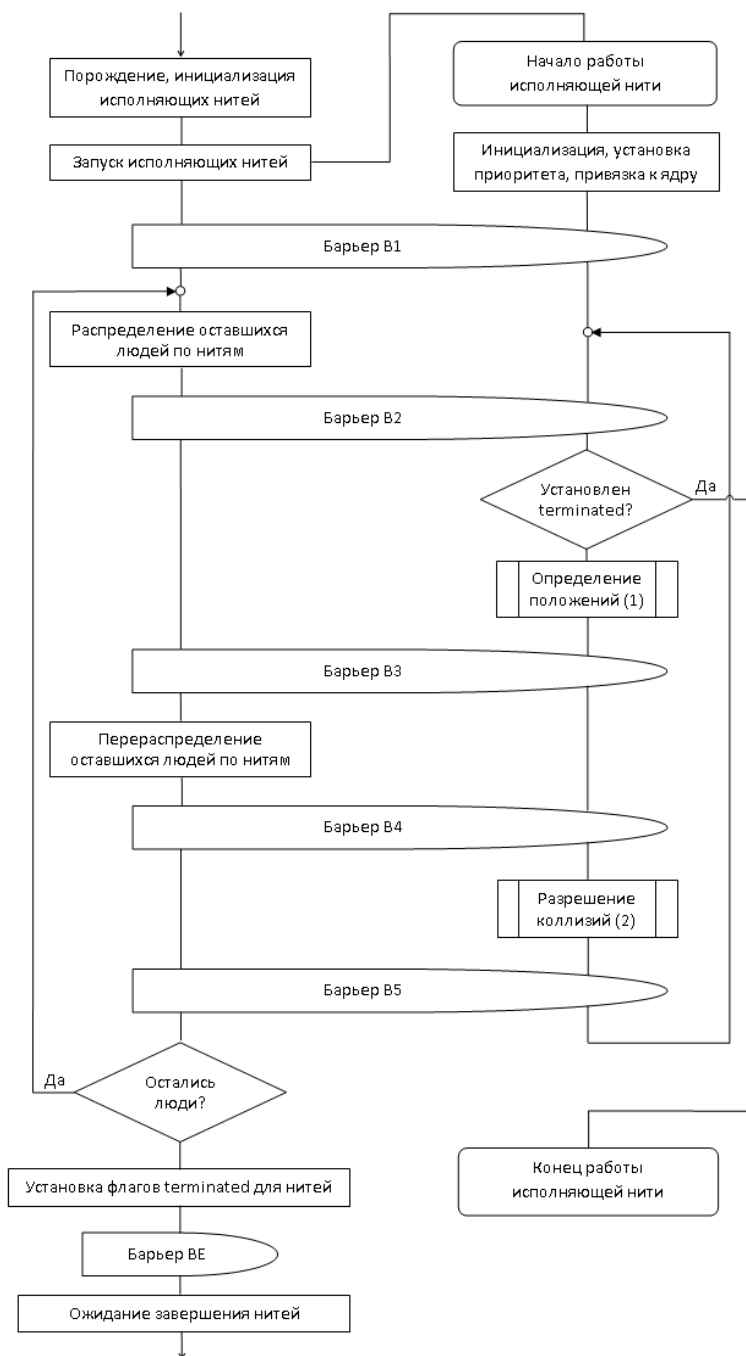 Порождение, инициализация
исполняющих нитей
Начало работы
исполняющей нити
Запуск исполняющих нитей
Инициализация, установка
приоритета, привязка к ядру
Барьер B1
Распределение оставшихся
людей по нитям
Барьер B2
Установлен
terminated?
Да
Определение
положений (1)
Барьер B3
Перераспределение
оставшихся людей по нитям
Барьер B4
Разрешение
коллизий (2)
Барьер B5
Да
Остались
люди?
Установка флагов terminated для нитей
Конец работы
исполняющей нити
Барьер BE
Ожидание завершения нитей